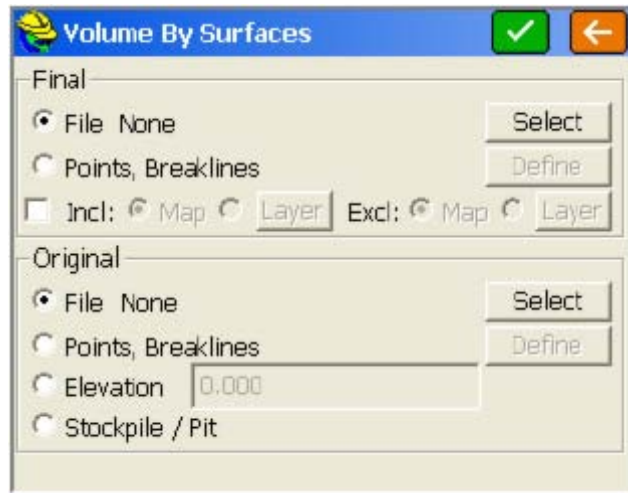 Volume By Surfaces
Final
File None Select
Points, Breaklines Define
Incl: Map Layer Excl: Map Layer
Original
File None Select
Points, Breaklines Define
Elevation 0.000
Stockpile / Pit